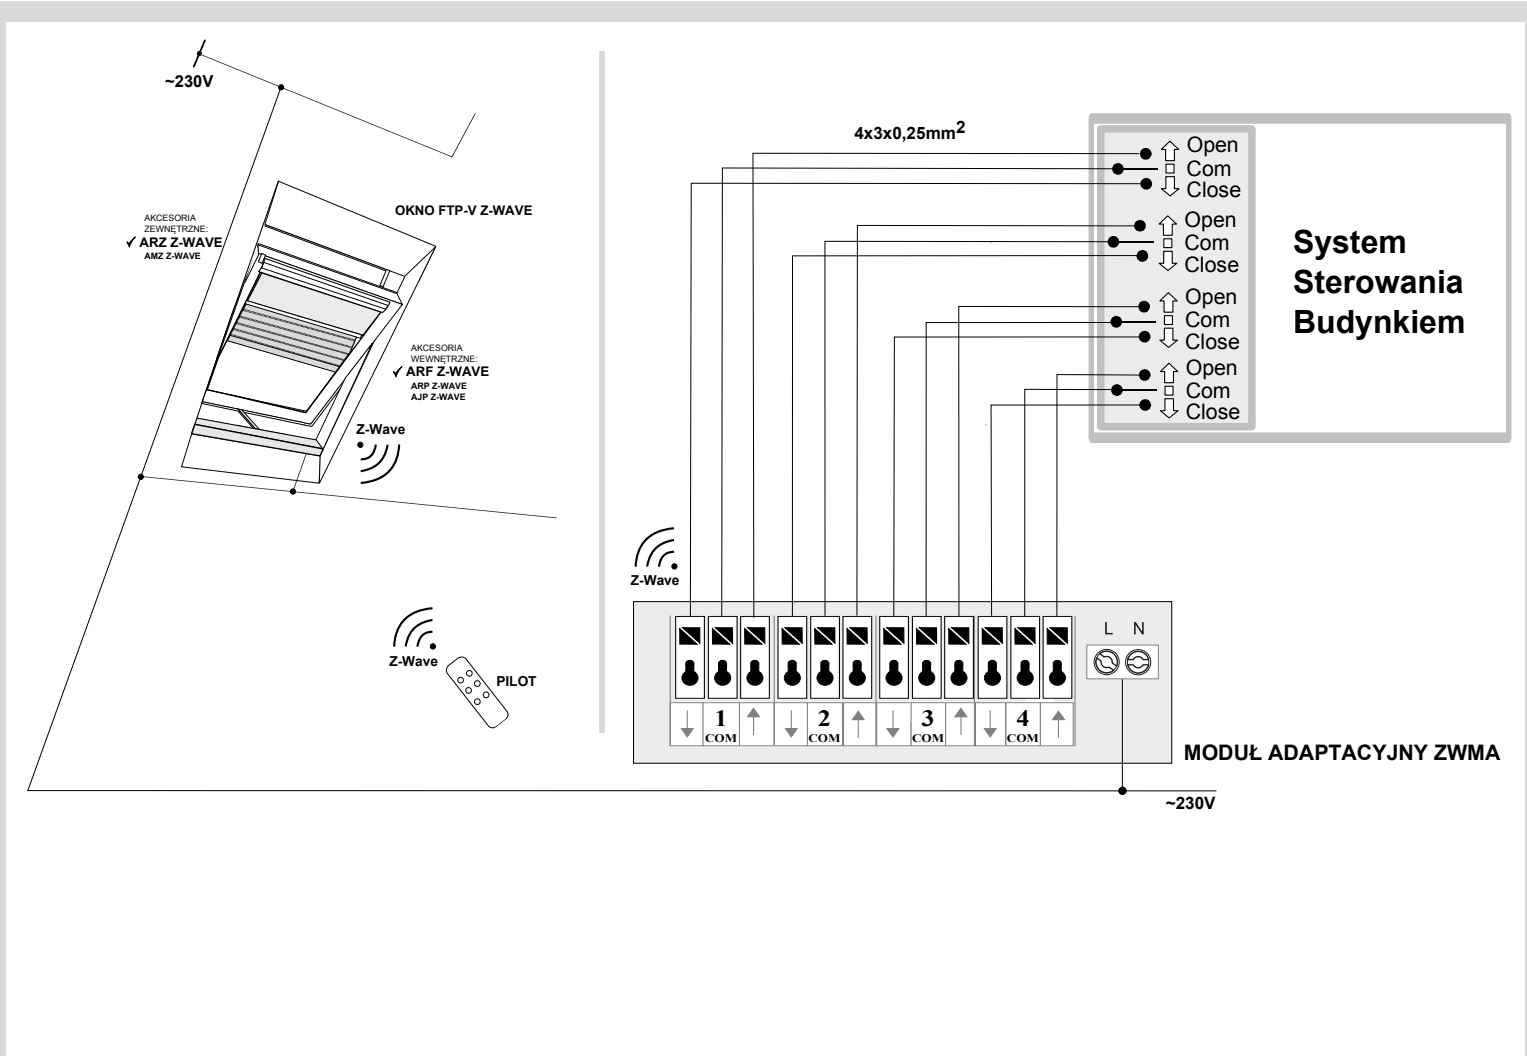 ~230V
OKNO FTP-V Z-WAVE
AKCESORIA
ZEWNĘTRZNE:
✓ ARZ Z-WAVE
AMZ Z-WAVE
AKCESORIA
WEWNĘTRZNE:
✓ ARF Z-WAVE
ARP Z-WAVE
AJP Z-WAVE
Z-Wave
Z-Wave
PILOT
4x3x0,25mm²
Open
Com
Close
Open
Com
Close
Open
Com
Close
Open
Com
Close
System
Sterowania
Budynkiem
Z-Wave
L N
↓ 1 ↑ ↓ 2 ↑ ↓ 3 ↑ ↓ 4 ↑
COM COM COM COM
MODUŁ ADAPTACYJNY ZWMA
~230V